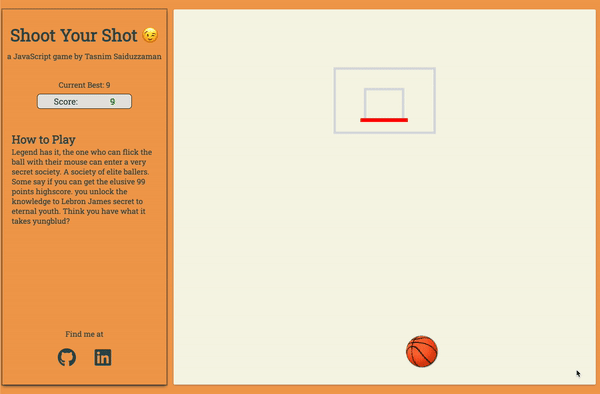 Shoot Your Shot 😉
a JavaScript game by Tasnim Saiduzzaman
Current Best: 9
Score: 9
How to Play
Legend has it, the one who can flick the
ball with their mouse can enter a very
secret society. A society of elite ballers.
Some say if you can get the elusive 99
points highscore. you unlock the
knowledge to Lebron James secret to
eternal youth. Think you have what it
takes yungblud?
Find me at
in